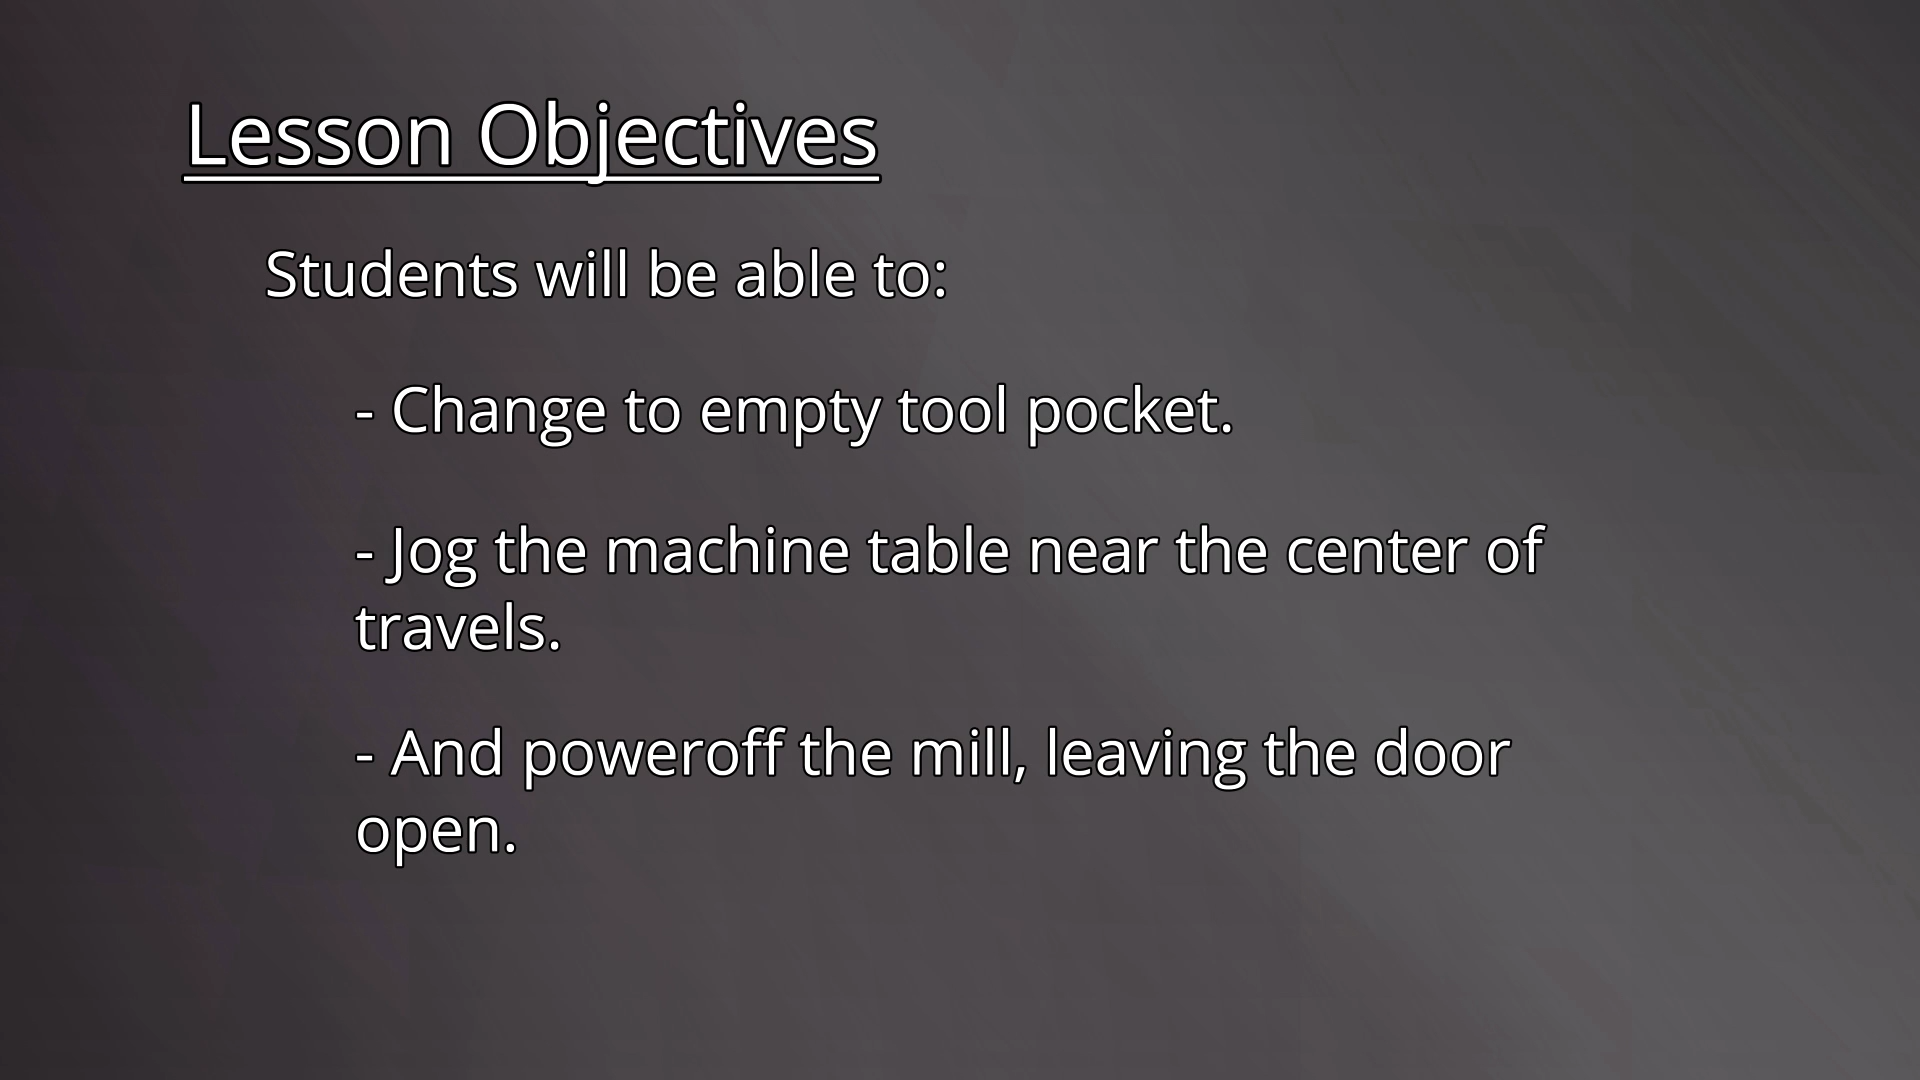 Lesson Objectives
Students will be able to:
- Change to empty tool pocket.
- Jog the machine table near the center of
travels.
- And poweroff the mill, leaving the door
open.